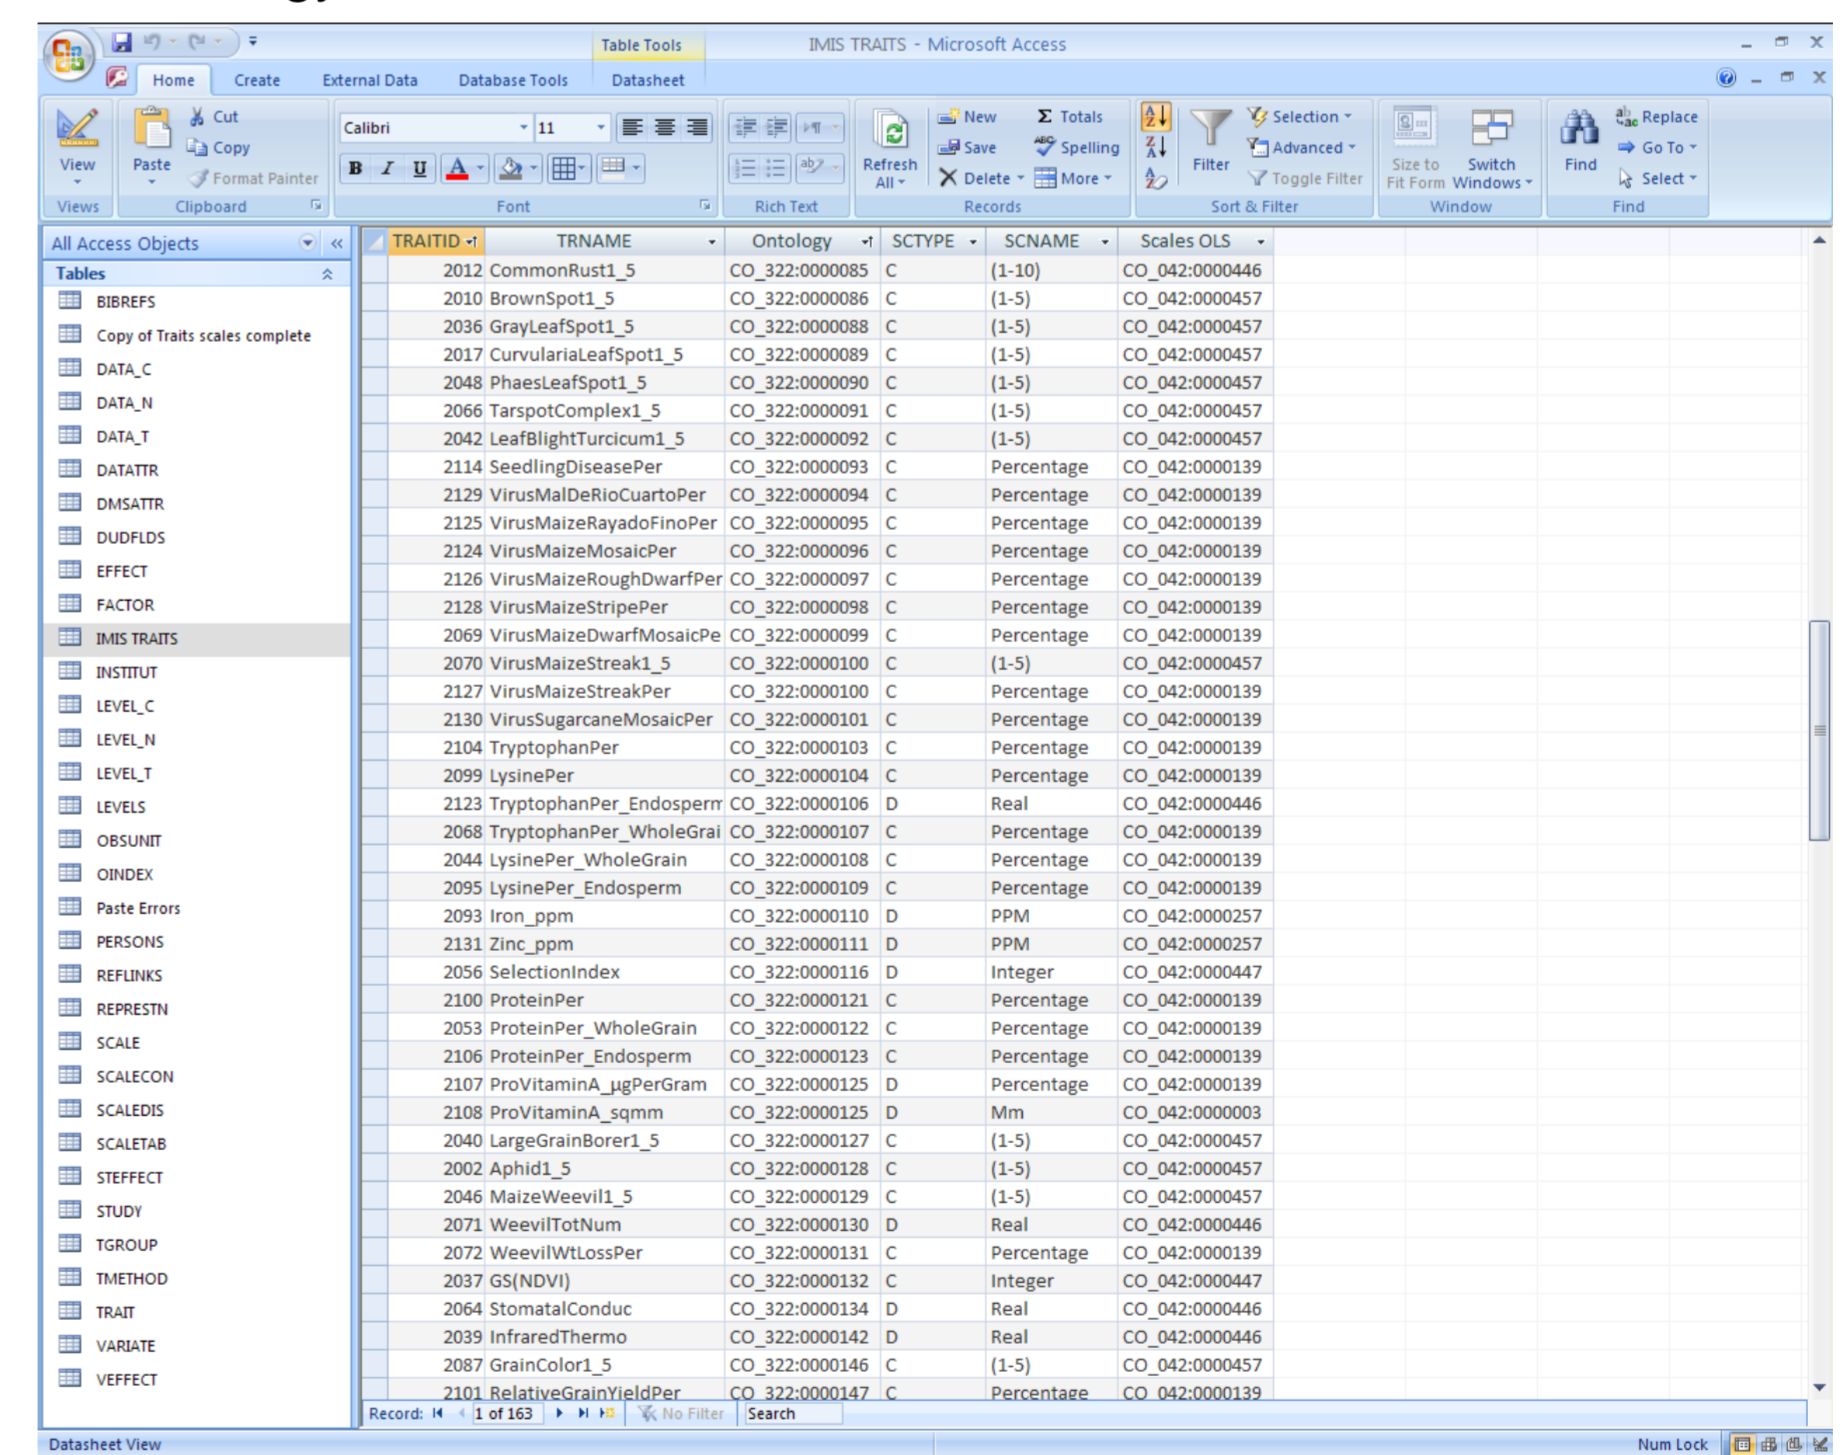 Table Tools
IMIS TRAITS - Microsoft Access
Home Create External Data Database Tools Datasheet
View
Views
Paste
Cut
Copy
Format Painter
Clipboard
Calibri 11
B I U A
Font
Rich Text
Refresh All
New
Save
Delete
Totals
Spelling
More
Records
Filter
Selection
Advanced
Toggle Filter
Sort & Filter
Size to Fit Form
Switch Windows
Window
Find
Replace
Go To
Select
Find
All Access Objects
Tables
BIBREFS
Copy of Traits scales complete
DATA_C
DATA_N
DATA_T
DATATTR
DMSATTR
DUDFLDS
EFFECT
FACTOR
IMIS TRAITS
INSTITUT
LEVEL_C
LEVEL_N
LEVEL_T
LEVELS
OBSUNIT
OINDEX
Paste Errors
PERSONS
REFLINKS
REPRESTN
SCALE
SCALECON
SCALEDIS
SCALETAB
STEFFECT
STUDY
TGROUP
TMETHOD
TRAIT
VARIATE
VEFFECT
TRAITID TRNAME Ontology SCTYPE SCNAME Scales OLS
2012 CommonRust1_5 CO_322:0000085 C (1-10) CO_042:0000446
2010 BrownSpot1_5 CO_322:0000086 C (1-5) CO_042:0000457
2036 GrayLeafSpot1_5 CO_322:0000088 C (1-5) CO_042:0000457
2017 CurvulariaLeafSpot1_5 CO_322:0000089 C (1-5) CO_042:0000457
2048 PhaesLeafSpot1_5 CO_322:0000090 C (1-5) CO_042:0000457
2066 TarspotComplex1_5 CO_322:0000091 C (1-5) CO_042:0000457
2042 LeafBlightTurcicum1_5 CO_322:0000092 C (1-5) CO_042:0000457
2114 SeedlingDiseasePer CO_322:0000093 C Percentage CO_042:0000139
2129 VirusMalDeRioCuartoPer CO_322:0000094 C Percentage CO_042:0000139
2125 VirusMaizeRayadoFinoPer CO_322:0000095 C Percentage CO_042:0000139
2124 VirusMaizeMosaicPer CO_322:0000096 C Percentage CO_042:0000139
2126 VirusMaizeRoughDwarfPer CO_322:0000097 C Percentage CO_042:0000139
2128 VirusMaizeStripePer CO_322:0000098 C Percentage CO_042:0000139
2069 VirusMaizeDwarfMosaicPe CO_322:0000099 C Percentage CO_042:0000139
2070 VirusMaizeStreak1_5 CO_322:0000100 C (1-5) CO_042:0000457
2127 VirusMaizeStreakPer CO_322:0000100 C Percentage CO_042:0000139
2130 VirusSugarcaneMosaicPer CO_322:0000101 C Percentage CO_042:0000139
2104 TryptophanPer CO_322:0000103 C Percentage CO_042:0000139
2099 LysinePer CO_322:0000104 C Percentage CO_042:0000139
2123 TryptophanPer_Endosperm CO_322:0000106 D Real CO_042:0000446
2068 TryptophanPer_WholeGrai CO_322:0000107 C Percentage CO_042:0000139
2044 LysinePer_WholeGrain CO_322:0000108 C Percentage CO_042:0000139
2095 LysinePer_Endosperm CO_322:0000109 C Percentage CO_042:0000139
2093 Iron_ppm CO_322:0000110 D PPM CO_042:0000257
2131 Zinc_ppm CO_322:0000111 D PPM CO_042:0000257
2056 SelectionIndex CO_322:0000116 D Integer CO_042:0000447
2100 ProteinPer CO_322:0000121 C Percentage CO_042:0000139
2053 ProteinPer_WholeGrain CO_322:0000122 C Percentage CO_042:0000139
2106 ProteinPer_Endosperm CO_322:0000123 C Percentage CO_042:0000139
2107 ProVitaminA_µgPerGram CO_322:0000125 D Percentage CO_042:0000139
2108 ProVitaminA_sqmm CO_322:0000125 D Mm CO_042:0000003
2040 LargeGrainBorer1_5 CO_322:0000127 C (1-5) CO_042:0000457
2002 Aphid1_5 CO_322:0000128 C (1-5) CO_042:0000457
2046 MaizeWeevil1_5 CO_322:0000129 C (1-5) CO_042:0000457
2071 WeevilTotNum CO_322:0000130 D Real CO_042:0000446
2072 WeevilWtLossPer CO_322:0000131 C Percentage CO_042:0000139
2037 GS(NDVI) CO_322:0000132 C Integer CO_042:0000447
2064 StomatalConduc CO_322:0000134 D Real CO_042:0000446
2039 InfraredThermo CO_322:0000142 D Real CO_042:0000446
2087 GrainColor1_5 CO_322:0000146 C (1-5) CO_042:0000457
2101 RelativeGrainYieldPer CO_322:0000147 C Percentage CO_042:0000139
Record: 1 of 163 No Filter Search
Datasheet View Num Lock